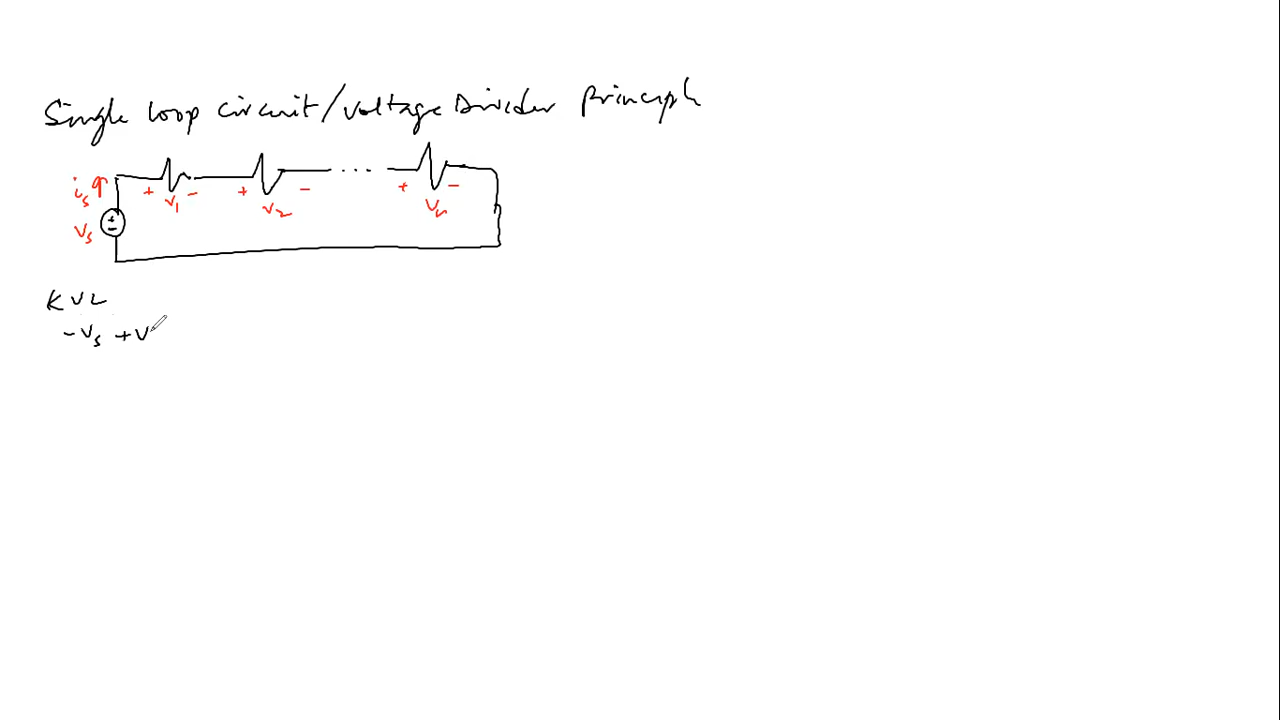 Single loop circuit/voltage Divider Principle
is + - + - ... + -
v1 v2 vn
+
-
vs
KVL
-vs +v